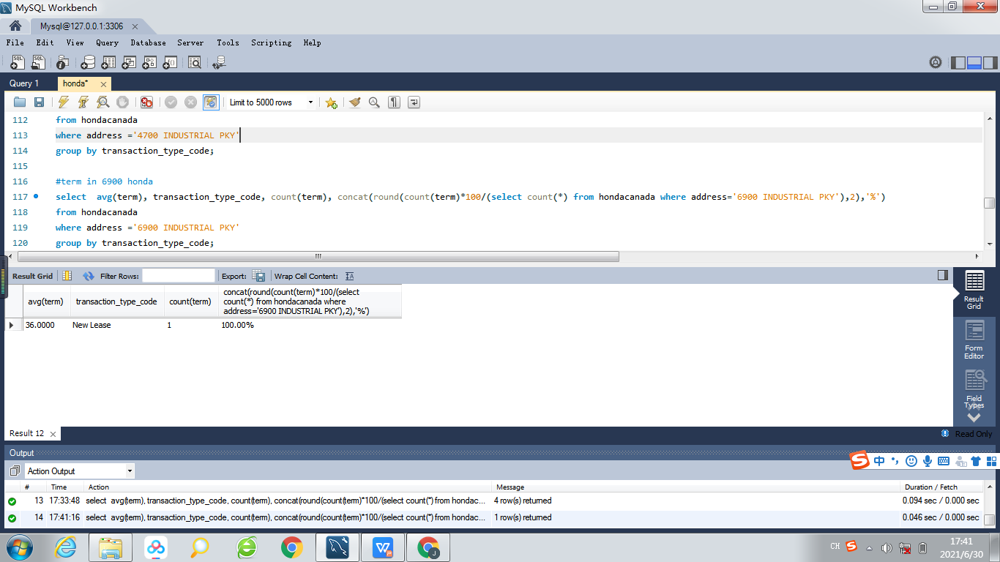 MySQL Workbench
Mysql@127.0.0.1:3306
File Edit View Query Database Server Tools Scripting Help
Query 1 honda*
Limit to 5000 rows
112 from hondacanada
113 where address ='4700 INDUSTRIAL PKY'
114 group by transaction_type_code;
115
116 #term in 6900 honda
117 select  avg(term), transaction_type_code, count(term), concat(round(count(term)*100/(select count(*) from hondacanada where address='6900 INDUSTRIAL PKY'),2),'%')
118 from hondacanada
119 where address ='6900 INDUSTRIAL PKY'
120 group by transaction_type_code;
Result Grid Filter Rows: Export: Wrap Cell Content:
avg(term) transaction_type_code count(term) concat(round(count(term)*100/(select
count(*) from hondacanada where
address='6900 INDUSTRIAL PKY'),2),'%')
36.0000 New Lease 1 100.00%
Result
Grid
Form
Editor
Field
Types
Result 12
Read Only
Output
Action Output
中
# Time Action Message Duration / Fetch
13 17:33:48 select  avg(term), transaction_type_code, count(term), concat(round(count(term)*100/(select count(*) from hondac... 4 row(s) returned 0.094 sec / 0.000 sec
14 17:41:16 select  avg(term), transaction_type_code, count(term), concat(round(count(term)*100/(select count(*) from hondac... 1 row(s) returned 0.046 sec / 0.000 sec
CH
17:41
2021/6/30